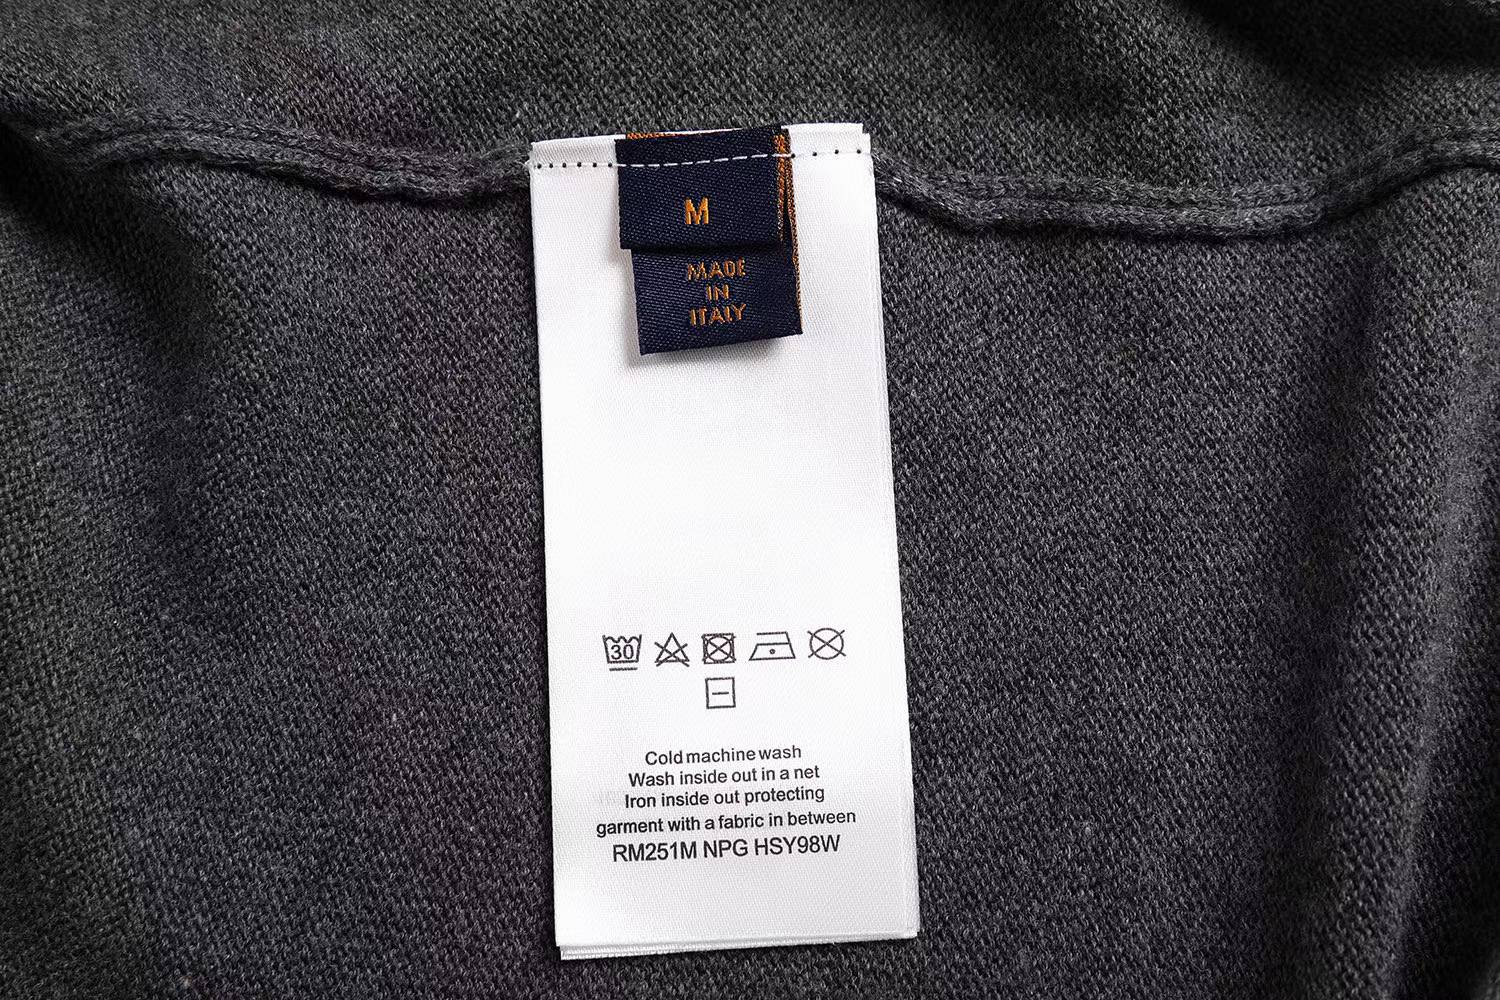 M
MADE
IN
ITALY
30
Cold machine wash
Wash inside out in a net
Iron inside out protecting
garment with a fabric in between
RM251M NPG HSY98W